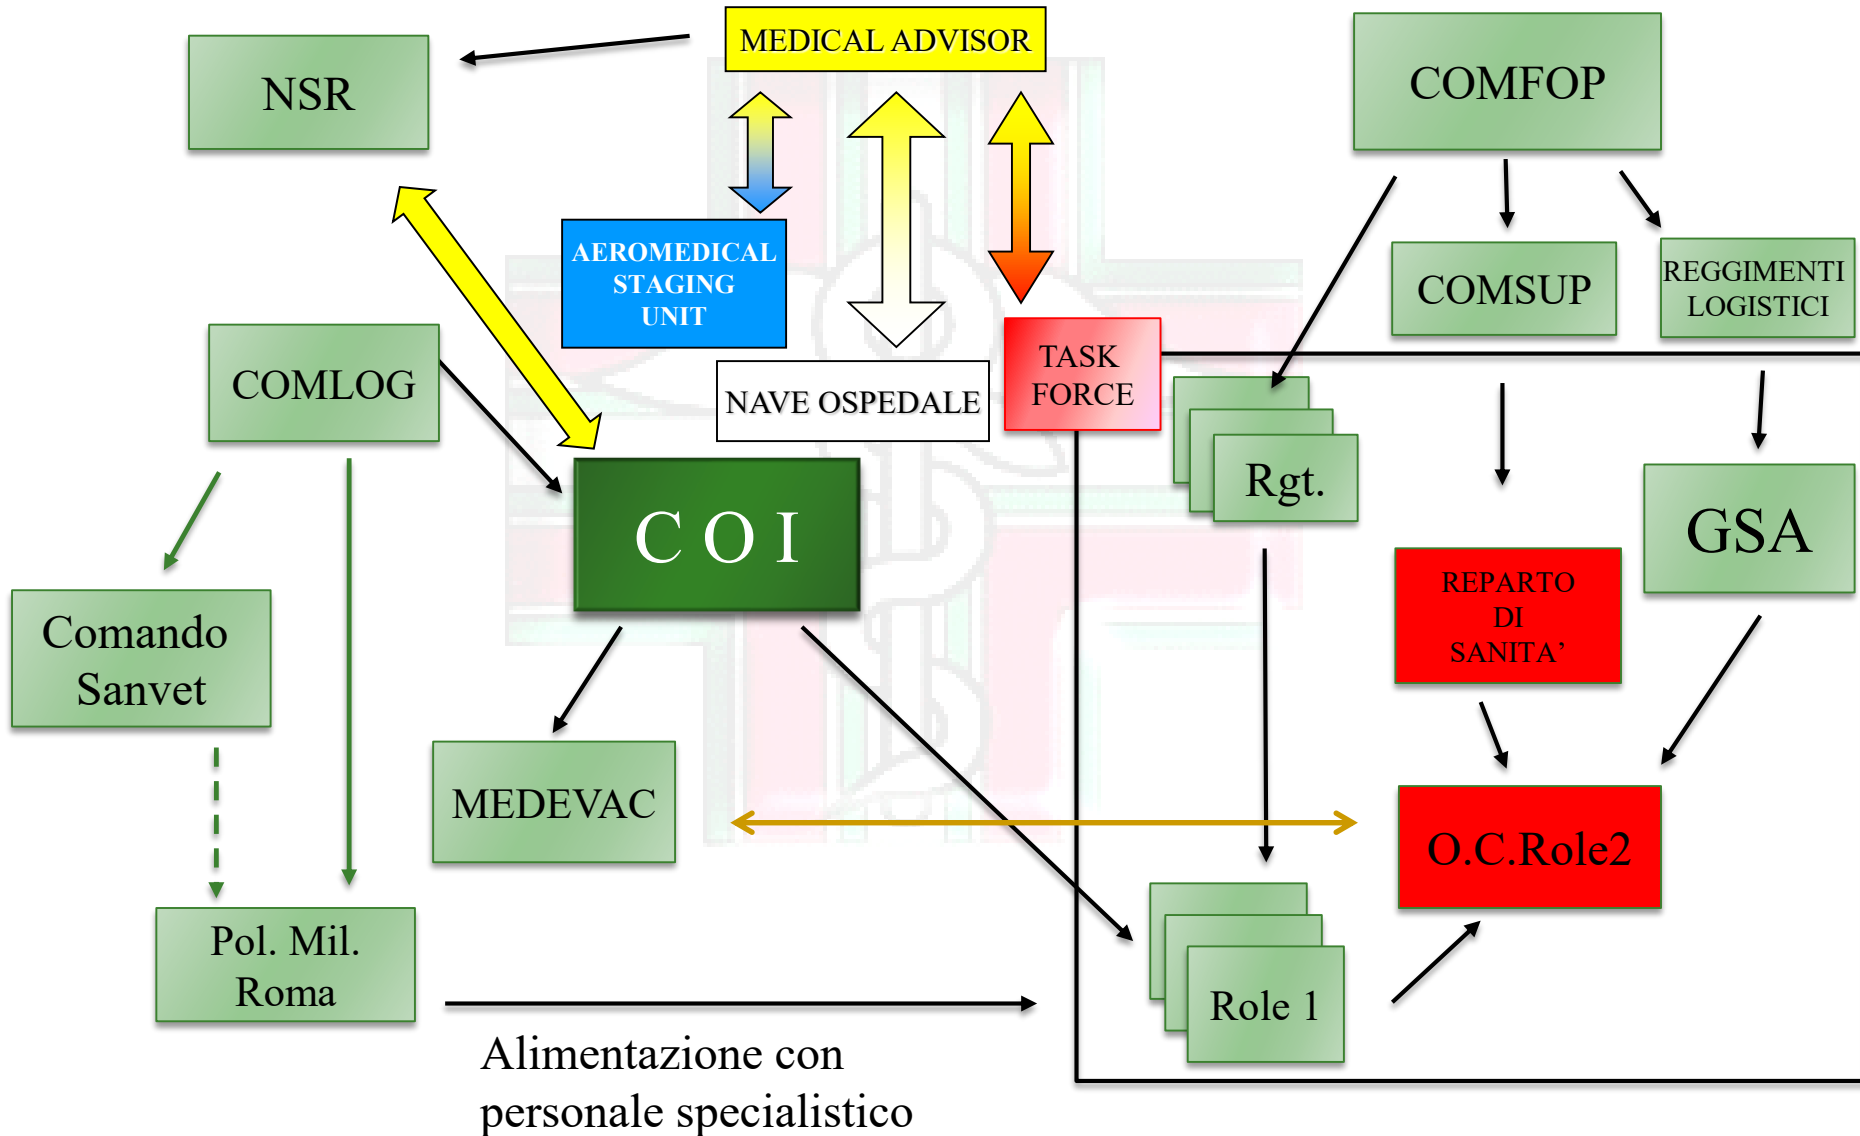 MEDICAL ADVISOR
NSR
COMFOP
AEROMEDICAL
STAGING
UNIT
COMSUP
REGGIMENTI
LOGISTICI
COMLOG
NAVE OSPEDALE
TASK
FORCE
Rgt.
C O I
GSA
REPARTO
DI
SANITA’
Comando
Sanvet
MEDEVAC
O.C.Role2
Pol. Mil.
Roma
Role 1
Alimentazione con
personale specialistico